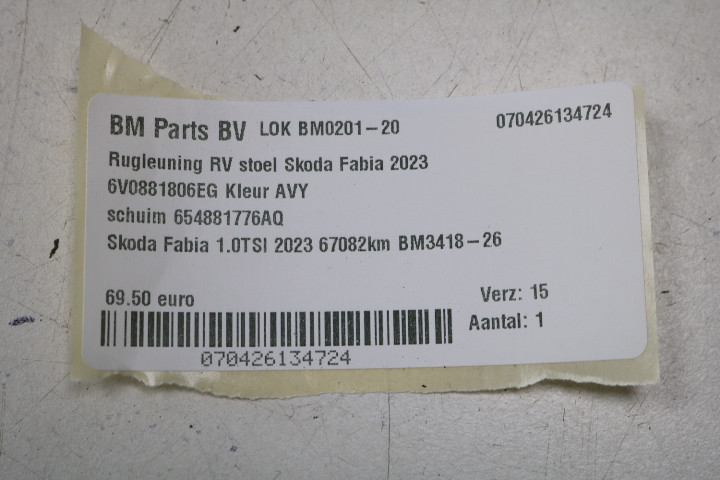 BM Parts BV LOK BM0201-20 070426134724
Rugleuning RV stoel Skoda Fabia 2023
6V0881806EG Kleur AVY
schuim 654881776AQ
Skoda Fabia 1.0TSI 2023 67082km BM3418-26
69.50 euro Verz: 15
Aantal: 1
070426134724